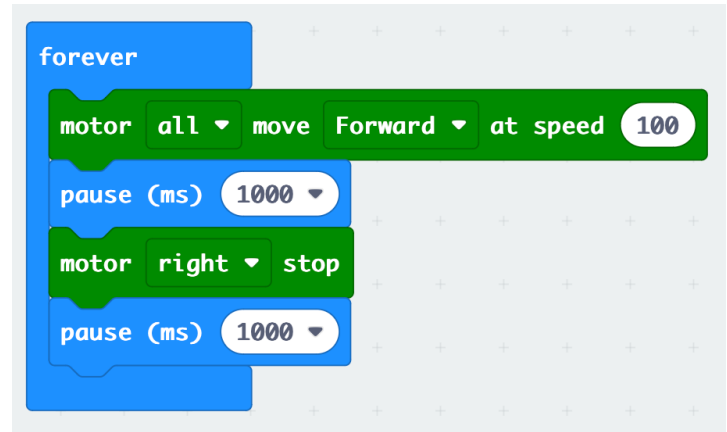 forever
motor all move Forward at speed 100
pause (ms) 1000
motor right stop
pause (ms) 1000